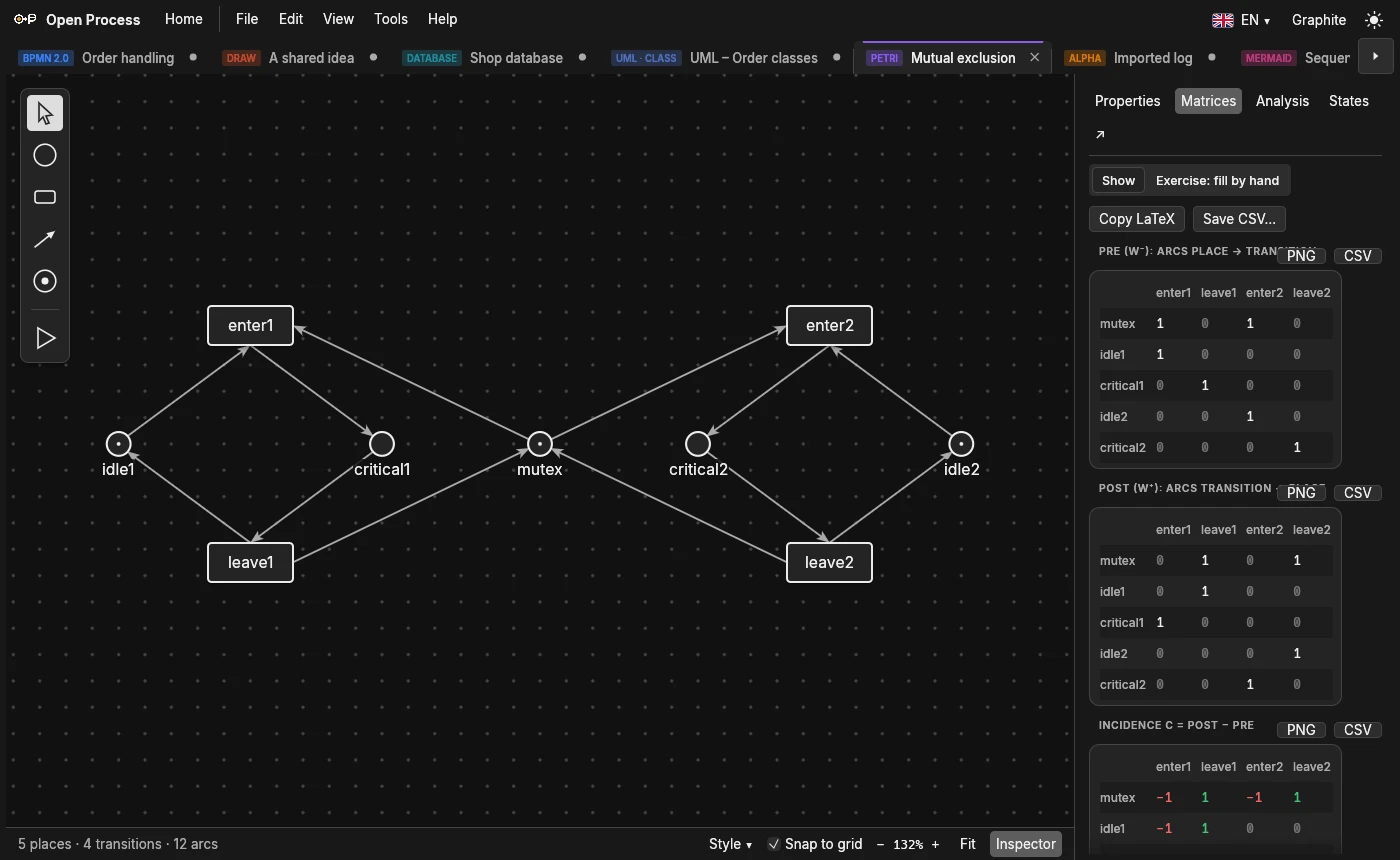 Open Process Home File Edit View Tools Help EN ▾ Graphite
BPMN 2.0 Order handling DRAW A shared idea DATABASE Shop database UML · CLASS UML – Order classes PETRI Mutual exclusion ALPHA Imported log MERMAID Sequer
Properties Matrices Analysis States
Show Exercise: fill by hand
Copy LaTeX Save CSV...
PRE (W⁻): ARCS PLACE → TRANSITION PNG CSV
enter1 leave1 enter2 leave2
mutex 1 0 1 0
idle1 1 0 0 0
critical1 0 1 0 0
idle2 0 0 1 0
critical2 0 0 0 1
POST (W⁺): ARCS TRANSITION PNG CSV
enter1 leave1 enter2 leave2
mutex 0 1 0 1
idle1 0 1 0 0
critical1 1 0 0 0
idle2 0 0 0 1
critical2 0 0 1 0
INCIDENCE C = POST − PRE PNG CSV
enter1 leave1 enter2 leave2
mutex −1 1 −1 1
idle1 −1 1 0 0
enter1 enter2
idle1 critical1 mutex critical2 idle2
leave1 leave2
5 places · 4 transitions · 12 arcs Style ▾ Snap to grid − 132% + Fit Inspector